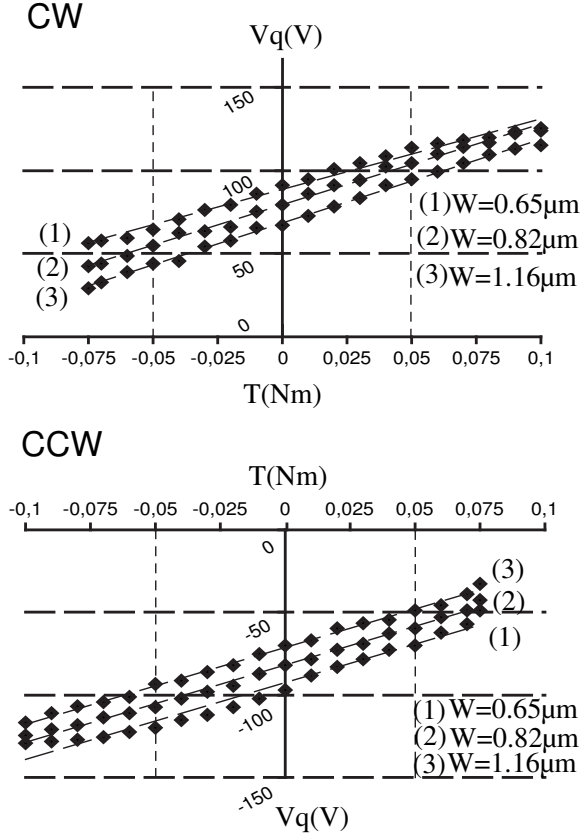 CW
Vq(V)
150
100
50
0
(1) W=0.65μm
(2) W=0.82μm
(3) W=1.16μm
(1)
(2)
(3)
-0,1 -0,075 -0,05 -0,025 0 0,025 0,05 0,075 0,1
T(Nm)
CCW
T(Nm)
-0,1 -0,075 -0,05 -0,025 0 0,025 0,05 0,075 0,1
0
-50
-100
-150
(3)
(2)
(1)
(1) W=0.65μm
(2) W=0.82μm
(3) W=1.16μm
Vq(V)